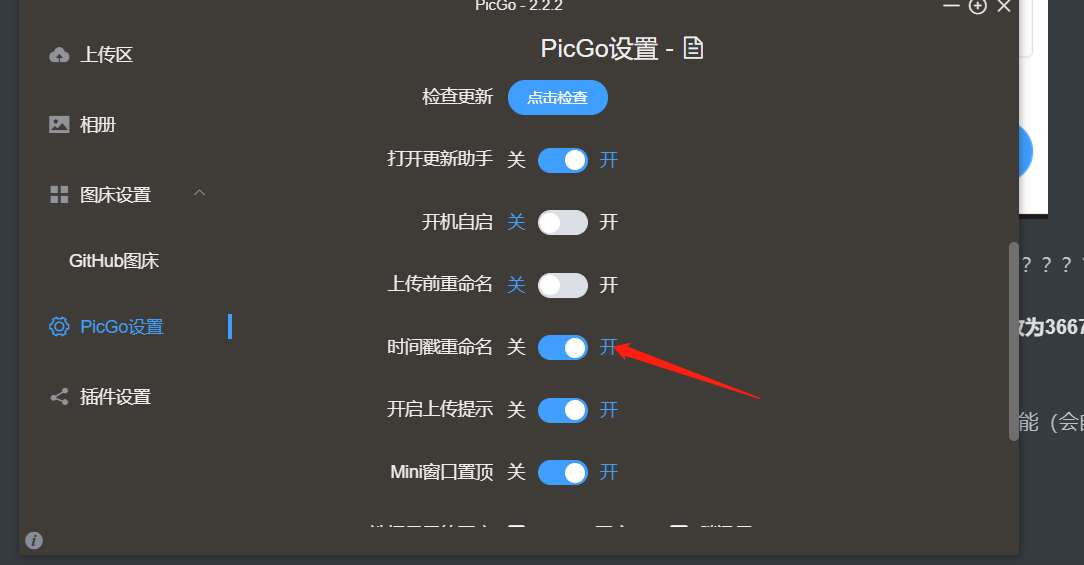 PicGo - 2.2.2
PicGo设置 -
上传区
检查更新 点击检查
相册
打开更新助手 关 开
图床设置
开机自启 关 开
GitHub图床
？？？？
上传前重命名 关 开
PicGo设置
为3667
时间戳重命名 关 开
插件设置
开启上传提示 关 开
能（会
Mini窗口置顶 关 开